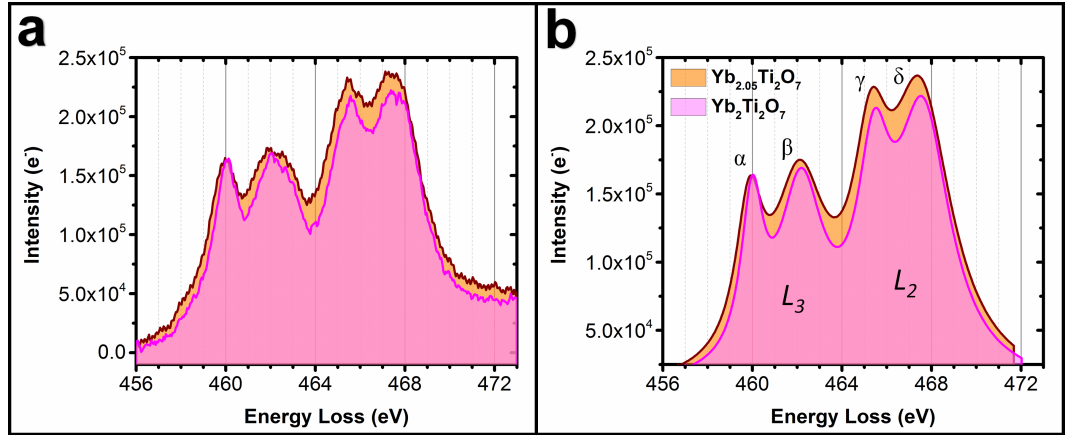 a
2.5x10⁵
2.0x10⁵
1.5x10⁵
1.0x10⁵
5.0x10⁴
0.0
Intensity (e⁻)
456 460 464 468 472
Energy Loss (eV)
b
2.5x10⁵
2.0x10⁵
1.5x10⁵
1.0x10⁵
5.0x10⁴
Intensity (e⁻)
Yb₂.₀₅Ti₂O₇
Yb₂Ti₂O₇
α β γ δ
L₃ L₂
456 460 464 468 472
Energy Loss (eV)